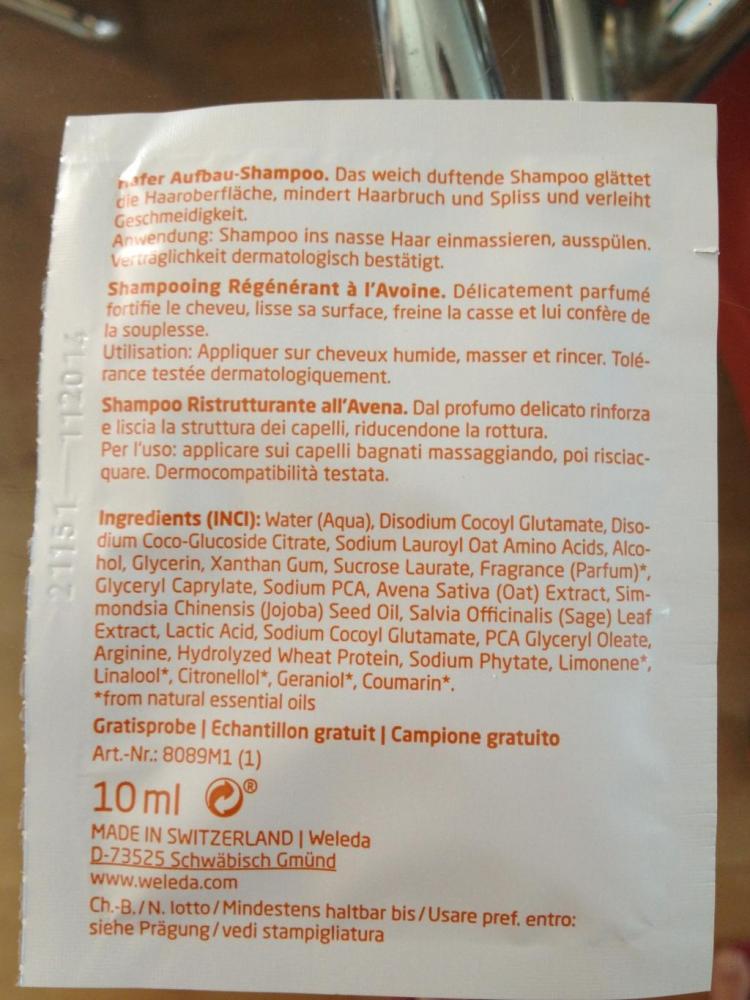 Hafer Aufbau-Shampoo. Das weich duftende Shampoo glättet
die Haaroberfläche, mindert Haarbruch und Spliss und verleiht
Geschmeidigkeit.
Anwendung: Shampoo ins nasse Haar einmassieren, ausspülen.
Verträglichkeit dermatologisch bestätigt.
Shampooing Régénérant à l'Avoine. Délicatement parfumé
fortifie le cheveu, lisse sa surface, freine la casse et lui confère de
la souplesse.
Utilisation: Appliquer sur cheveux humide, masser et rincer. Tolé-
rance testée dermatologiquement.
Shampoo Ristrutturante all'Avena. Dal profumo delicato rinforza
e liscia la struttura dei capelli, riducendone la rottura.
Per l'uso: applicare sui capelli bagnati massaggiando, poi risciac-
quare. Dermocompatibilità testata.
Ingredients (INCI): Water (Aqua), Disodium Cocoyl Glutamate, Diso-
dium Coco-Glucoside Citrate, Sodium Lauroyl Oat Amino Acids, Alco-
hol, Glycerin, Xanthan Gum, Sucrose Laurate, Fragrance (Parfum)*,
Glyceryl Caprylate, Sodium PCA, Avena Sativa (Oat) Extract, Sim-
mondsia Chinensis (Jojoba) Seed Oil, Salvia Officinalis (Sage) Leaf
Extract, Lactic Acid, Sodium Cocoyl Glutamate, PCA Glyceryl Oleate,
Arginine, Hydrolyzed Wheat Protein, Sodium Phytate, Limonene*,
Linalool*, Citronellol*, Geraniol*, Coumarin*.
*from natural essential oils
Gratisprobe | Echantillon gratuit | Campione gratuito
Art.-Nr.: 8089M1 (1)
10 ml ®
MADE IN SWITZERLAND | Weleda
D-73525 Schwäbisch Gmünd
www.weleda.com
Ch.-B./N. lotto/Mindestens haltbar bis/Usare pref. entro:
siehe Prägung/vedi stampigliatura
21151—112014